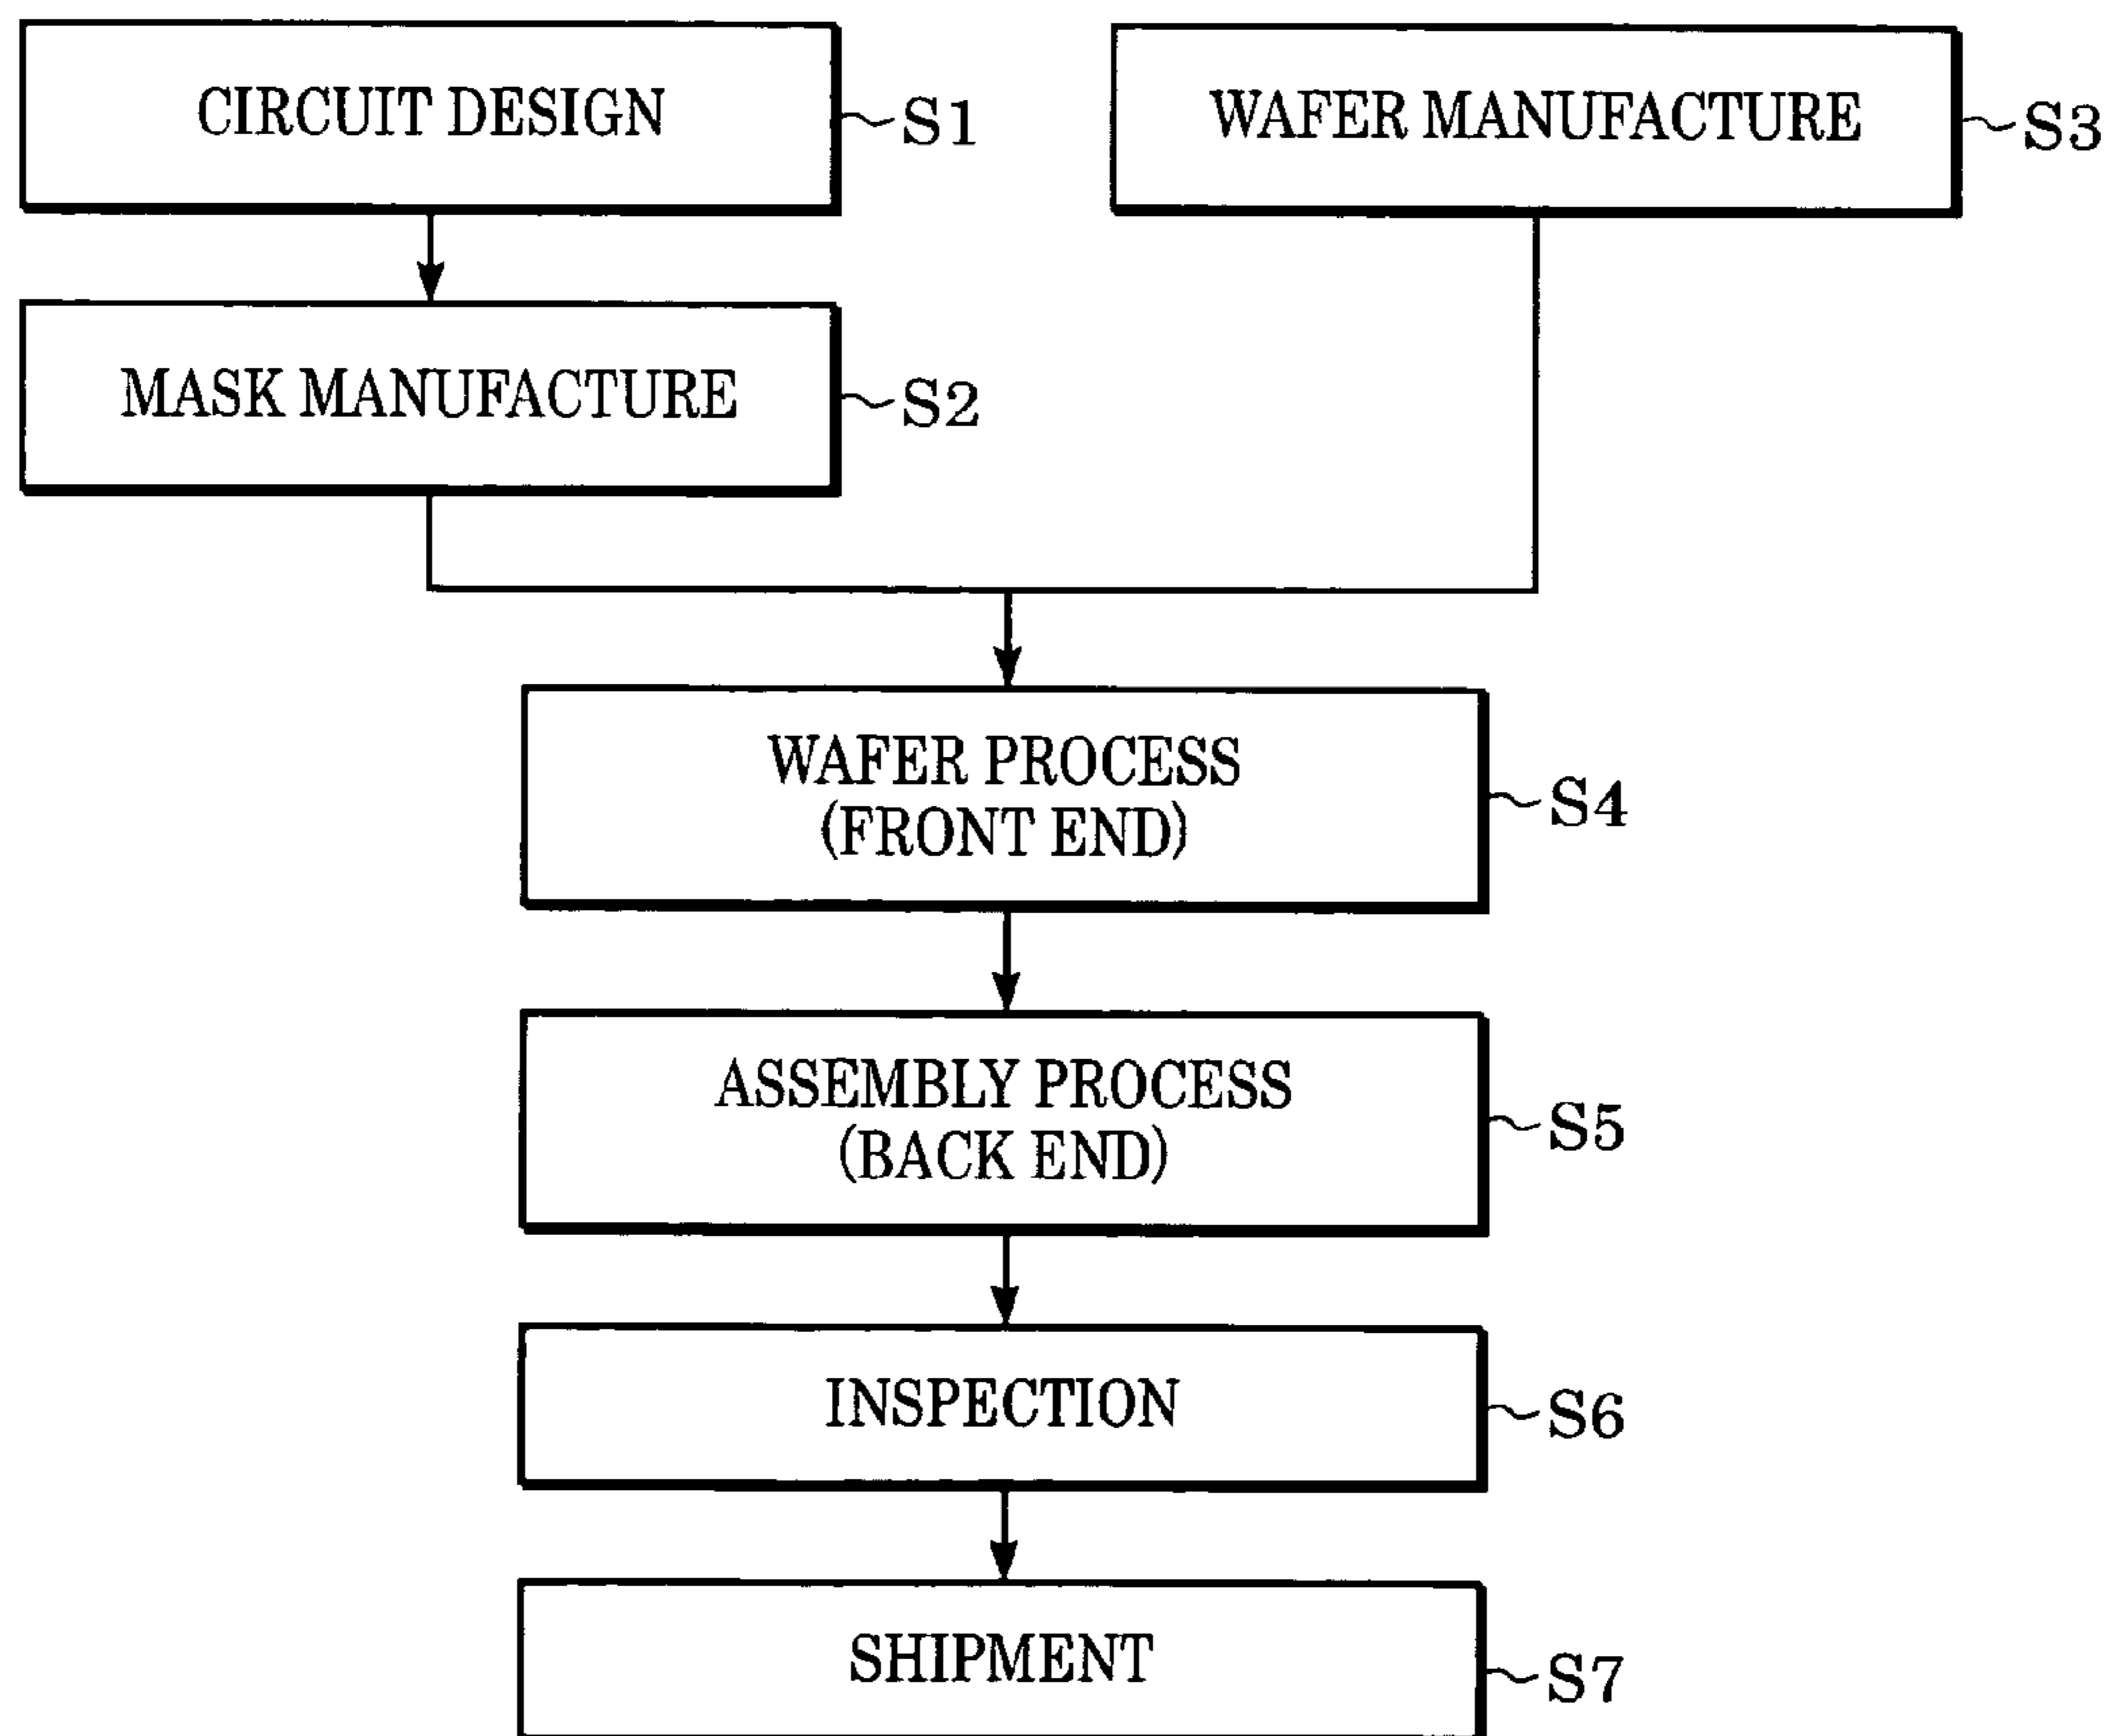 CIRCUIT DESIGN
S1
WAFER MANUFACTURE
S3
MASK MANUFACTURE
S2
WAFER PROCESS
(FRONT END)
S4
ASSEMBLY PROCESS
(BACK END)
S5
INSPECTION
S6
SHIPMENT
S7